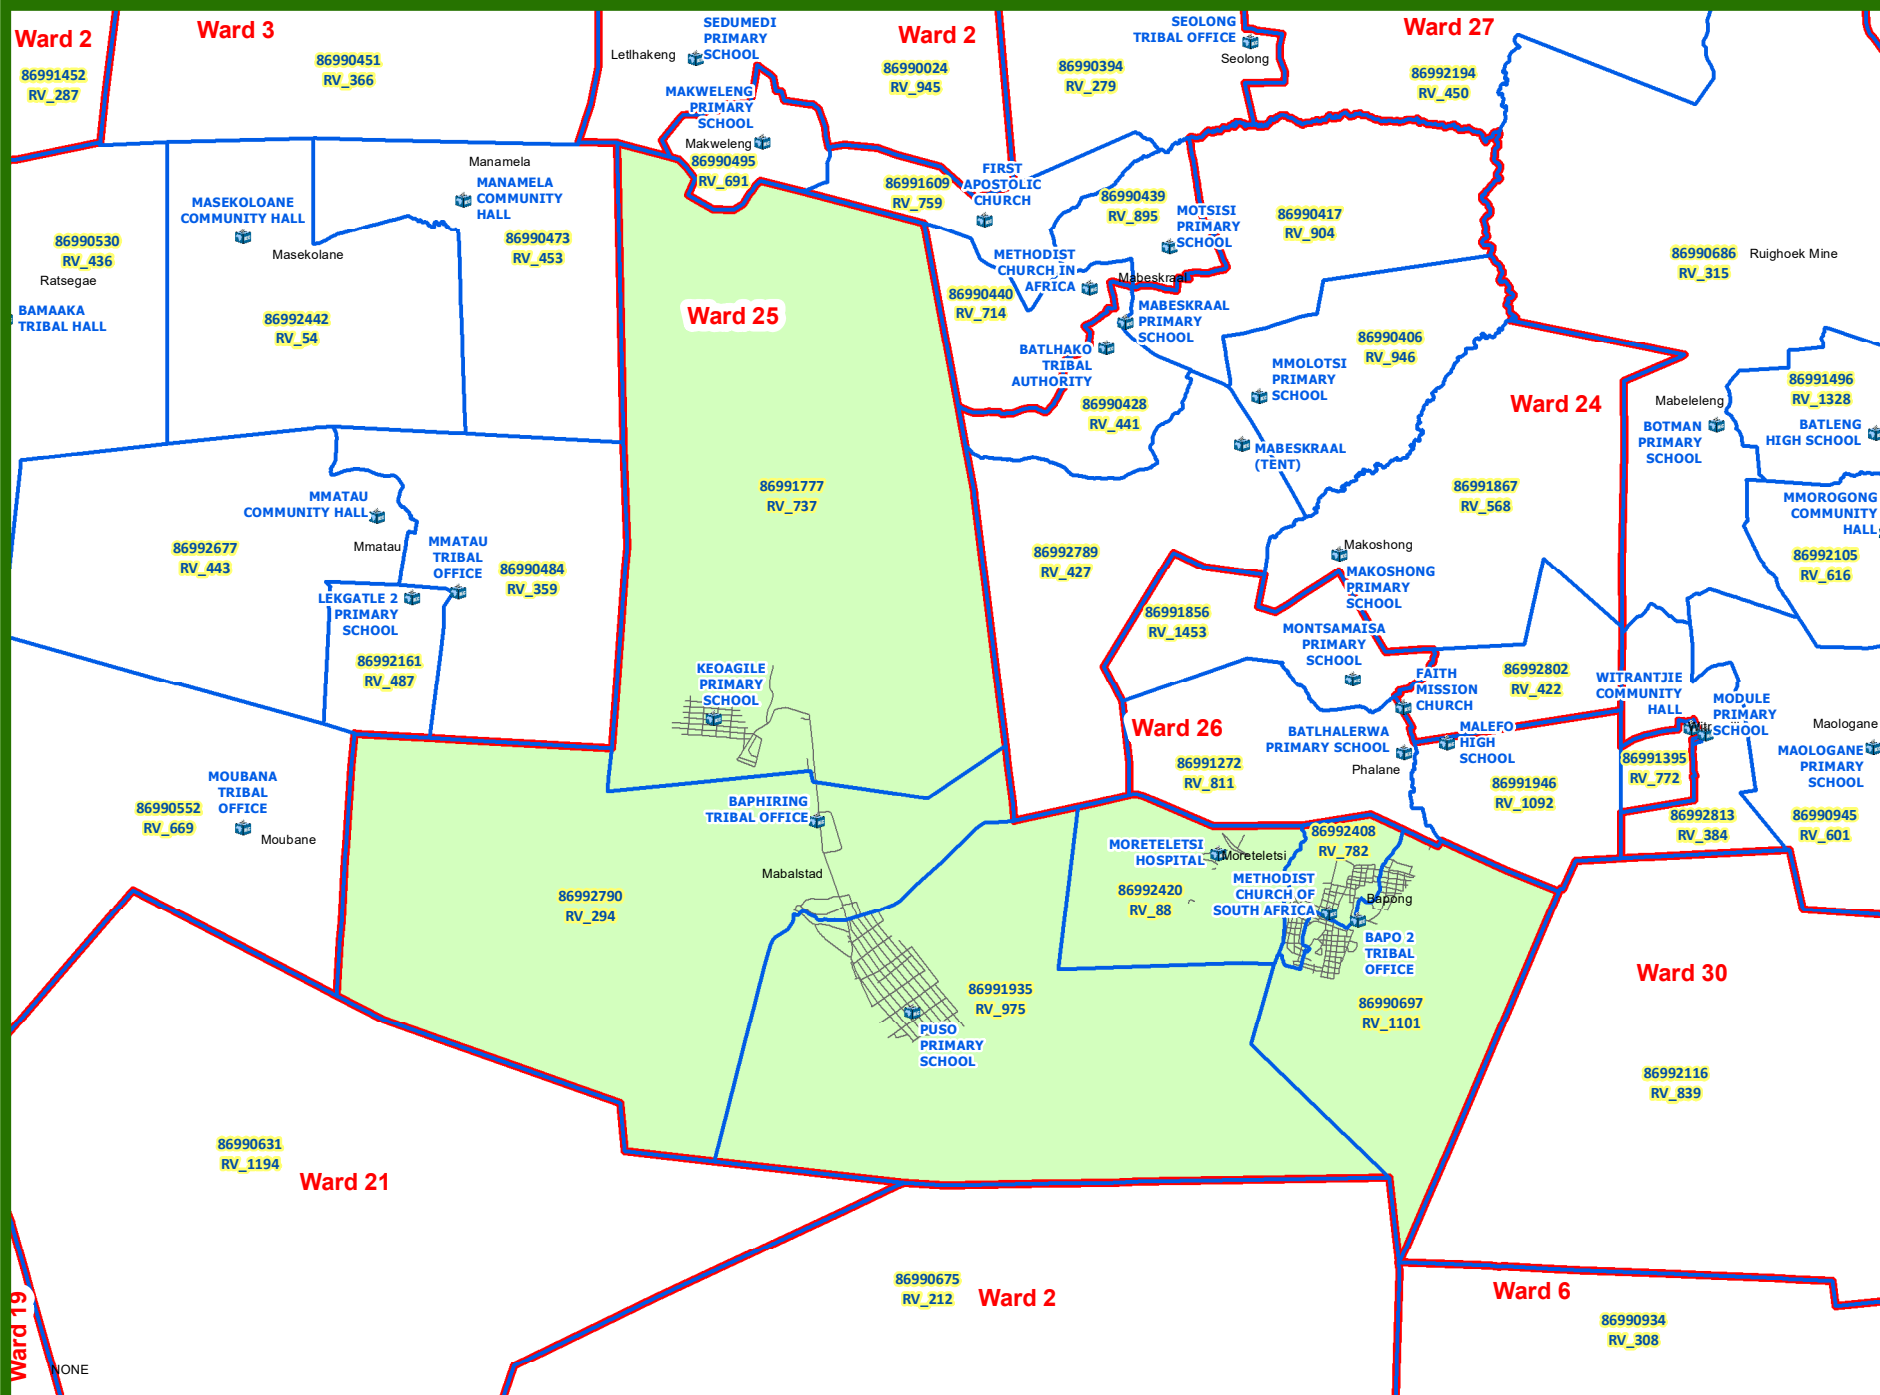 Ward 2
86991452
RV_287
Ward 3
86990451
RV_366
Letlhakeng
SEDUMEDI
PRIMARY
SCHOOL
Ward 2
86990024
RV_945
86990394
RV_279
SEOLONG
TRIBAL OFFICE
Seolong
Ward 27
86992194
RV_450
MAKWELENG
PRIMARY
SCHOOL
Makweleng
86990495
RV_691
Manamela
MANAMELA
COMMUNITY
HALL
86990473
RV_453
MASEKOLOANE
COMMUNITY HALL
Masekolane
86990530
RV_436
Ratsegae
BAMAAKA
TRIBAL HALL
86992442
RV_54
FIRST
APOSTOLIC
CHURCH
86991609
RV_759
86990439
RV_895
MOTSISI
PRIMARY
SCHOOL
86990417
RV_904
86990686
RV_315
Ruighoek Mine
METHODIST
CHURCH IN
AFRICA
Mabeskraal
86990440
RV_714
MABESKRAAL
PRIMARY
SCHOOL
BATLHAKO
TRIBAL
AUTHORITY
86990406
RV_946
MMOLOTSI
PRIMARY
SCHOOL
86990428
RV_441
MABESKRAAL
(TENT)
Ward 25
Ward 24
86991496
RV_1328
Mabeleleng
BOTMAN
PRIMARY
SCHOOL
BATLENG
HIGH SCHOOL
86991777
RV_737
86991867
RV_568
MMOROGONG
COMMUNITY
HALL
86992105
RV_616
MMATAU
COMMUNITY HALL
Mmatau
86992677
RV_443
MMATAU
TRIBAL
OFFICE
86990484
RV_359
LEKGATLE 2
PRIMARY
SCHOOL
86992161
RV_487
86992789
RV_427
Makoshong
MAKOSHONG
PRIMARY
SCHOOL
86991856
RV_1453
MONTSAMAISA
PRIMARY
SCHOOL
FAITH
MISSION
CHURCH
86992802
RV_422
WITRANTJIE
COMMUNITY
HALL
MODULE
PRIMARY
SCHOOL
Maologane
MAOLOGANE
PRIMARY
SCHOOL
KEOAGILE
PRIMARY
SCHOOL
Ward 26
BATLHALERWA
PRIMARY SCHOOL
Phalane
MALEFO
HIGH
SCHOOL
86991272
RV_811
86991946
RV_1092
86991395
RV_772
86992813
RV_384
86990945
RV_601
MOUBANA
TRIBAL
OFFICE
86990552
RV_669
Moubane
BAPHIRING
TRIBAL OFFICE
Mabalstad
86992790
RV_294
MORETELETSI
HOSPITAL
Moreteletsi
86992408
RV_782
METHODIST
CHURCH OF
SOUTH AFRICA
86992420
RV_88
Bapong
BAPO 2
TRIBAL
OFFICE
86991935
RV_975
PUSO
PRIMARY
SCHOOL
86990697
RV_1101
Ward 30
86992116
RV_839
86990631
RV_1194
Ward 21
86990675
RV_212
Ward 2
Ward 6
86990934
RV_308
Ward 19
NONE